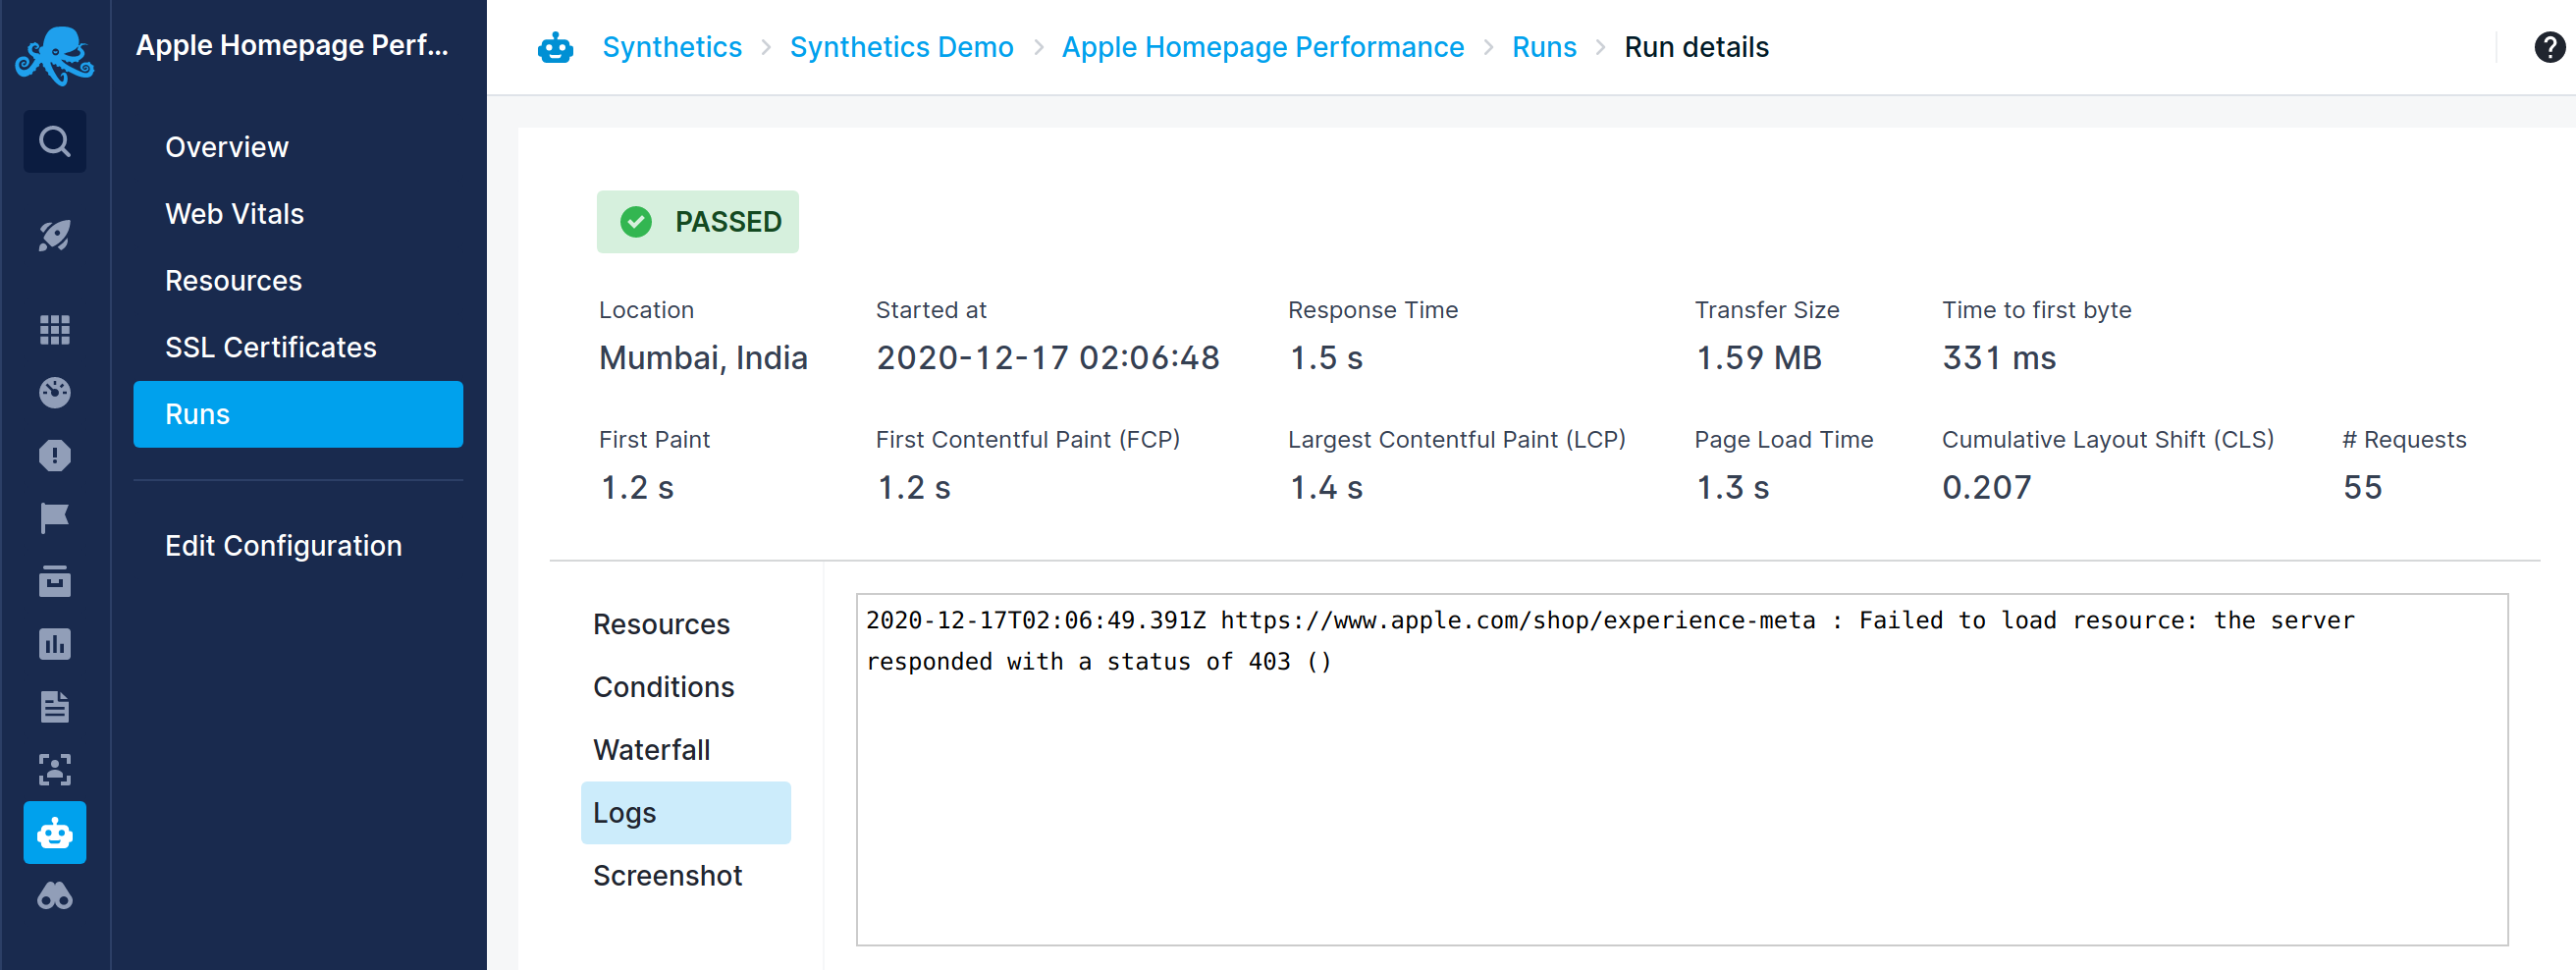 Apple Homepage Perf...
Overview
Web Vitals
Resources
SSL Certificates
Runs
Edit Configuration
Synthetics > Synthetics Demo > Apple Homepage Performance > Runs > Run details
?
PASSED
Location Started at Response Time Transfer Size Time to first byte
Mumbai, India 2020-12-17 02:06:48 1.5 s 1.59 MB 331 ms
First Paint First Contentful Paint (FCP) Largest Contentful Paint (LCP) Page Load Time Cumulative Layout Shift (CLS) # Requests
1.2 s 1.2 s 1.4 s 1.3 s 0.207 55
Resources
Conditions
Waterfall
Logs
Screenshot
2020-12-17T02:06:49.391Z https://www.apple.com/shop/experience-meta : Failed to load resource: the server
responded with a status of 403 ()